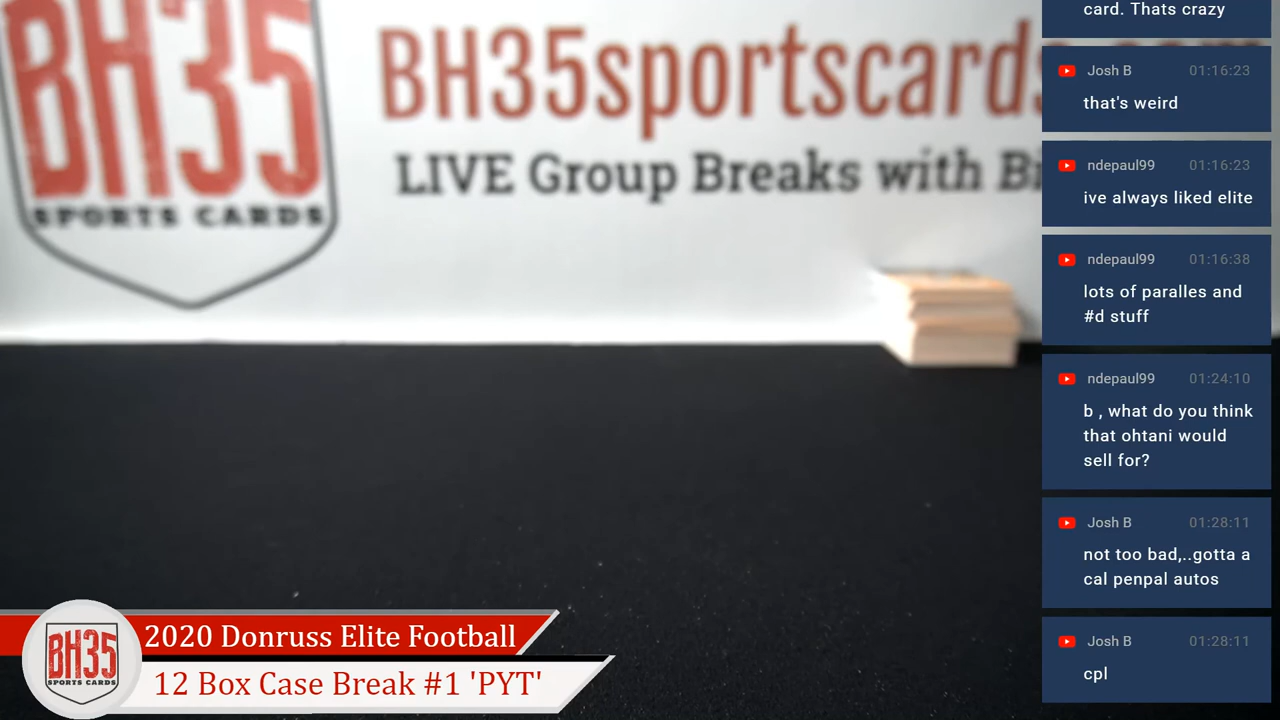 BH35
SPORTS CARDS
BH35sportscards
LIVE Group Breaks with
card. Thats crazy
Josh B 01:16:23
that's weird
ndepaul99 01:16:23
ive always liked elite
ndepaul99 01:16:38
lots of paralles and
#d stuff
ndepaul99 01:24:10
b , what do you think
that ohtani would
sell for?
Josh B 01:28:11
not too bad,..gotta a
cal penpal autos
Josh B 01:28:11
cpl
BH35
SPORTS CARDS
2020 Donruss Elite Football
12 Box Case Break #1 'PYT'